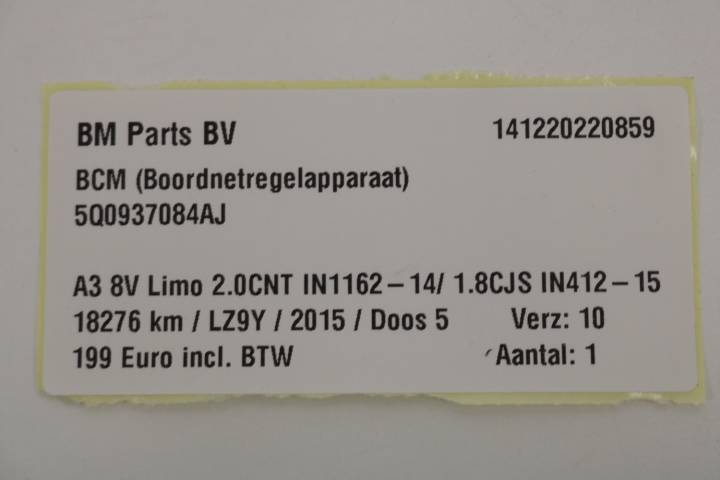 BM Parts BV 141220220859
BCM (Boordnetregelapparaat)
5Q0937084AJ
A3 8V Limo 2.0CNT IN1162-14/ 1.8CJS IN412-15
18276 km / LZ9Y / 2015 / Doos 5 Verz: 10
199 Euro incl. BTW Aantal: 1